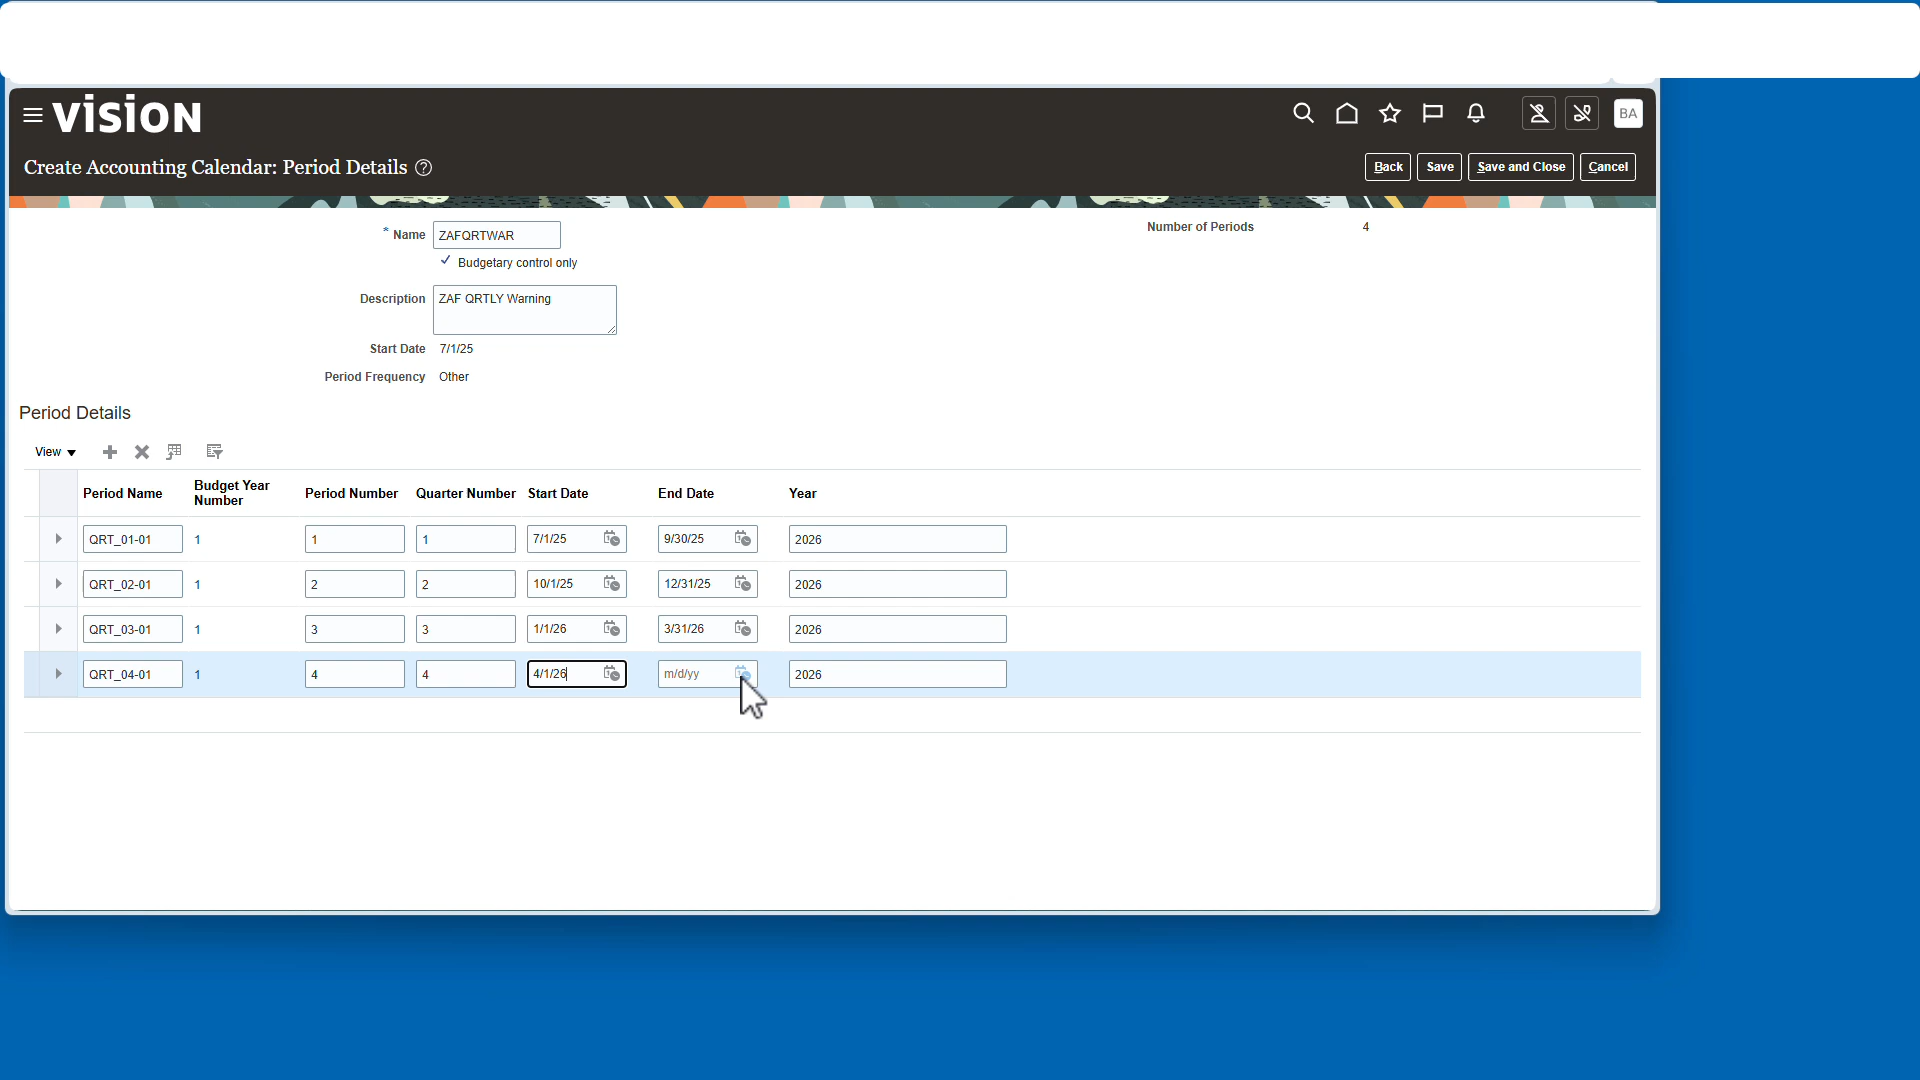 VISION
BA
Create Accounting Calendar: Period Details ?
Back Save Save and Close Cancel
* Name ZAFQRTWAR
Number of Periods 4
Budgetary control only
Description ZAF QRTLY Warning
Start Date 7/1/25
Period Frequency Other
Period Details
View
Period Name Budget Year Number Period Number Quarter Number Start Date End Date Year
QRT_01-01 1 1 1 7/1/25 9/30/25 2026
QRT_02-01 1 2 2 10/1/25 12/31/25 2026
QRT_03-01 1 3 3 1/1/26 3/31/26 2026
QRT_04-01 1 4 4 4/1/26 m/d/yy 2026